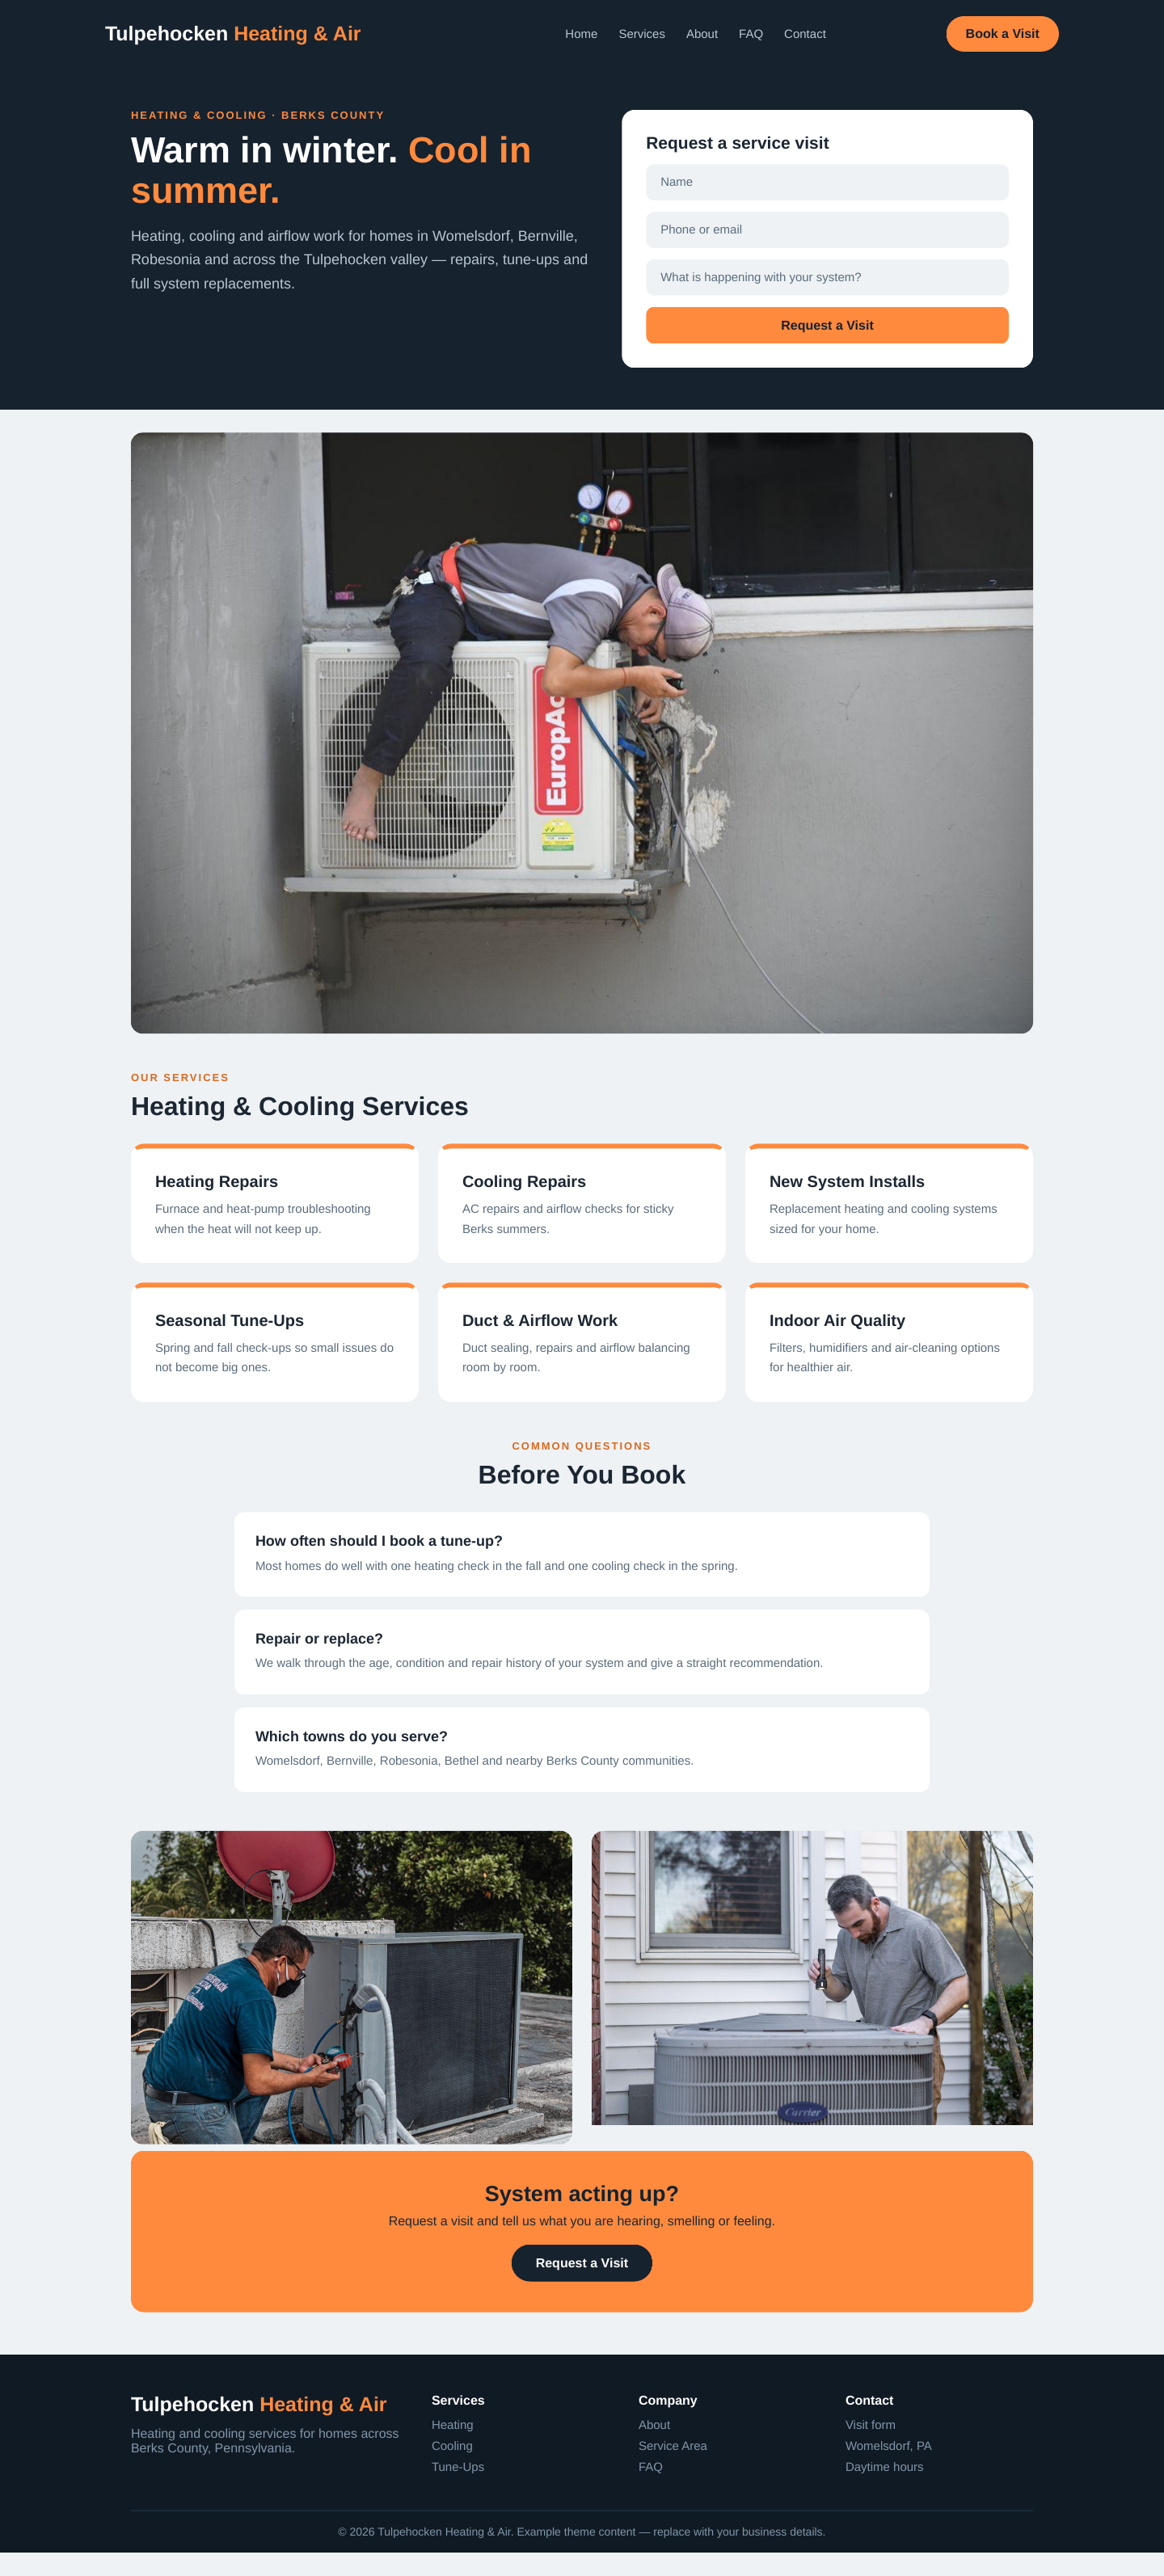 Tulpehocken Heating & Air
Home
Services
About
FAQ
Contact
Book a Visit
HEATING & COOLING · BERKS COUNTY
Warm in winter. Cool in
summer.
Heating, cooling and airflow work for homes in Womelsdorf, Bernville,
Robesonia and across the Tulpehocken valley — repairs, tune-ups and
full system replacements.
Request a service visit
Name
Phone or email
What is happening with your system?
Request a Visit
EuropAc
OUR SERVICES
Heating & Cooling Services
Heating Repairs
Furnace and heat-pump troubleshooting
when the heat will not keep up.
Cooling Repairs
AC repairs and airflow checks for sticky
Berks summers.
New System Installs
Replacement heating and cooling systems
sized for your home.
Seasonal Tune-Ups
Spring and fall check-ups so small issues do
not become big ones.
Duct & Airflow Work
Duct sealing, repairs and airflow balancing
room by room.
Indoor Air Quality
Filters, humidifiers and air-cleaning options
for healthier air.
COMMON QUESTIONS
Before You Book
How often should I book a tune-up?
Most homes do well with one heating check in the fall and one cooling check in the spring.
Repair or replace?
We walk through the age, condition and repair history of your system and give a straight recommendation.
Which towns do you serve?
Womelsdorf, Bernville, Robesonia, Bethel and nearby Berks County communities.
Carrier
System acting up?
Request a visit and tell us what you are hearing, smelling or feeling.
Request a Visit
Tulpehocken Heating & Air
Heating and cooling services for homes across
Berks County, Pennsylvania.
Services
Heating
Cooling
Tune-Ups
Company
About
Service Area
FAQ
Contact
Visit form
Womelsdorf, PA
Daytime hours
© 2026 Tulpehocken Heating & Air. Example theme content — replace with your business details.